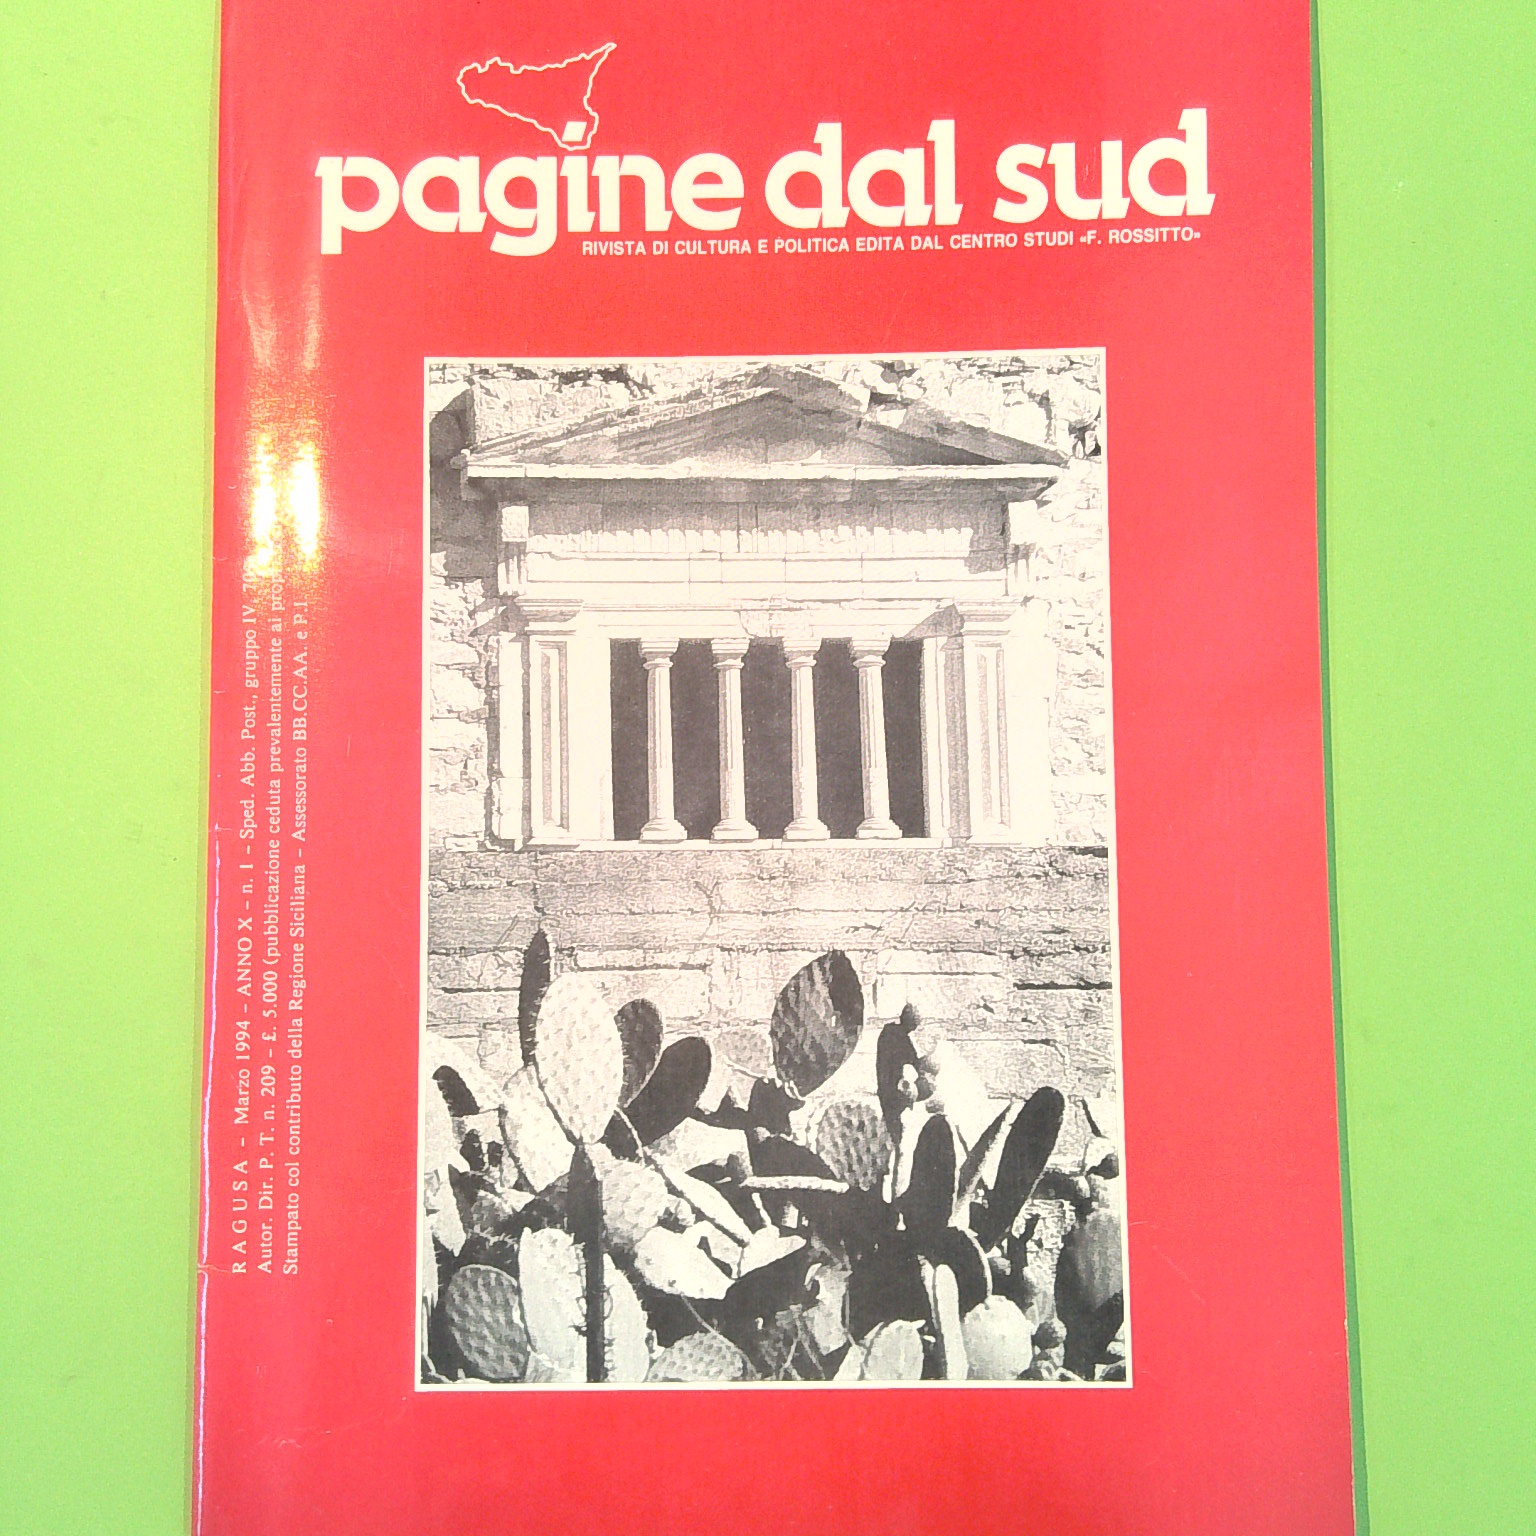 pagine dal sud
RIVISTA DI CULTURA E POLITICA EDITA DAL CENTRO STUDI «F. ROSSITTO»
RAGUSA – Marzo 1994 – ANNO X – n. 1 – Sped. Abb. Post., gruppo IV,
Autor. Dir. P. T. n. 209 – £. 5.000 (pubblicazione ceduta prevalentemente ai
Stampato col contributo della Regione Siciliana – Assessorato BB.CC.AA. e P.I.